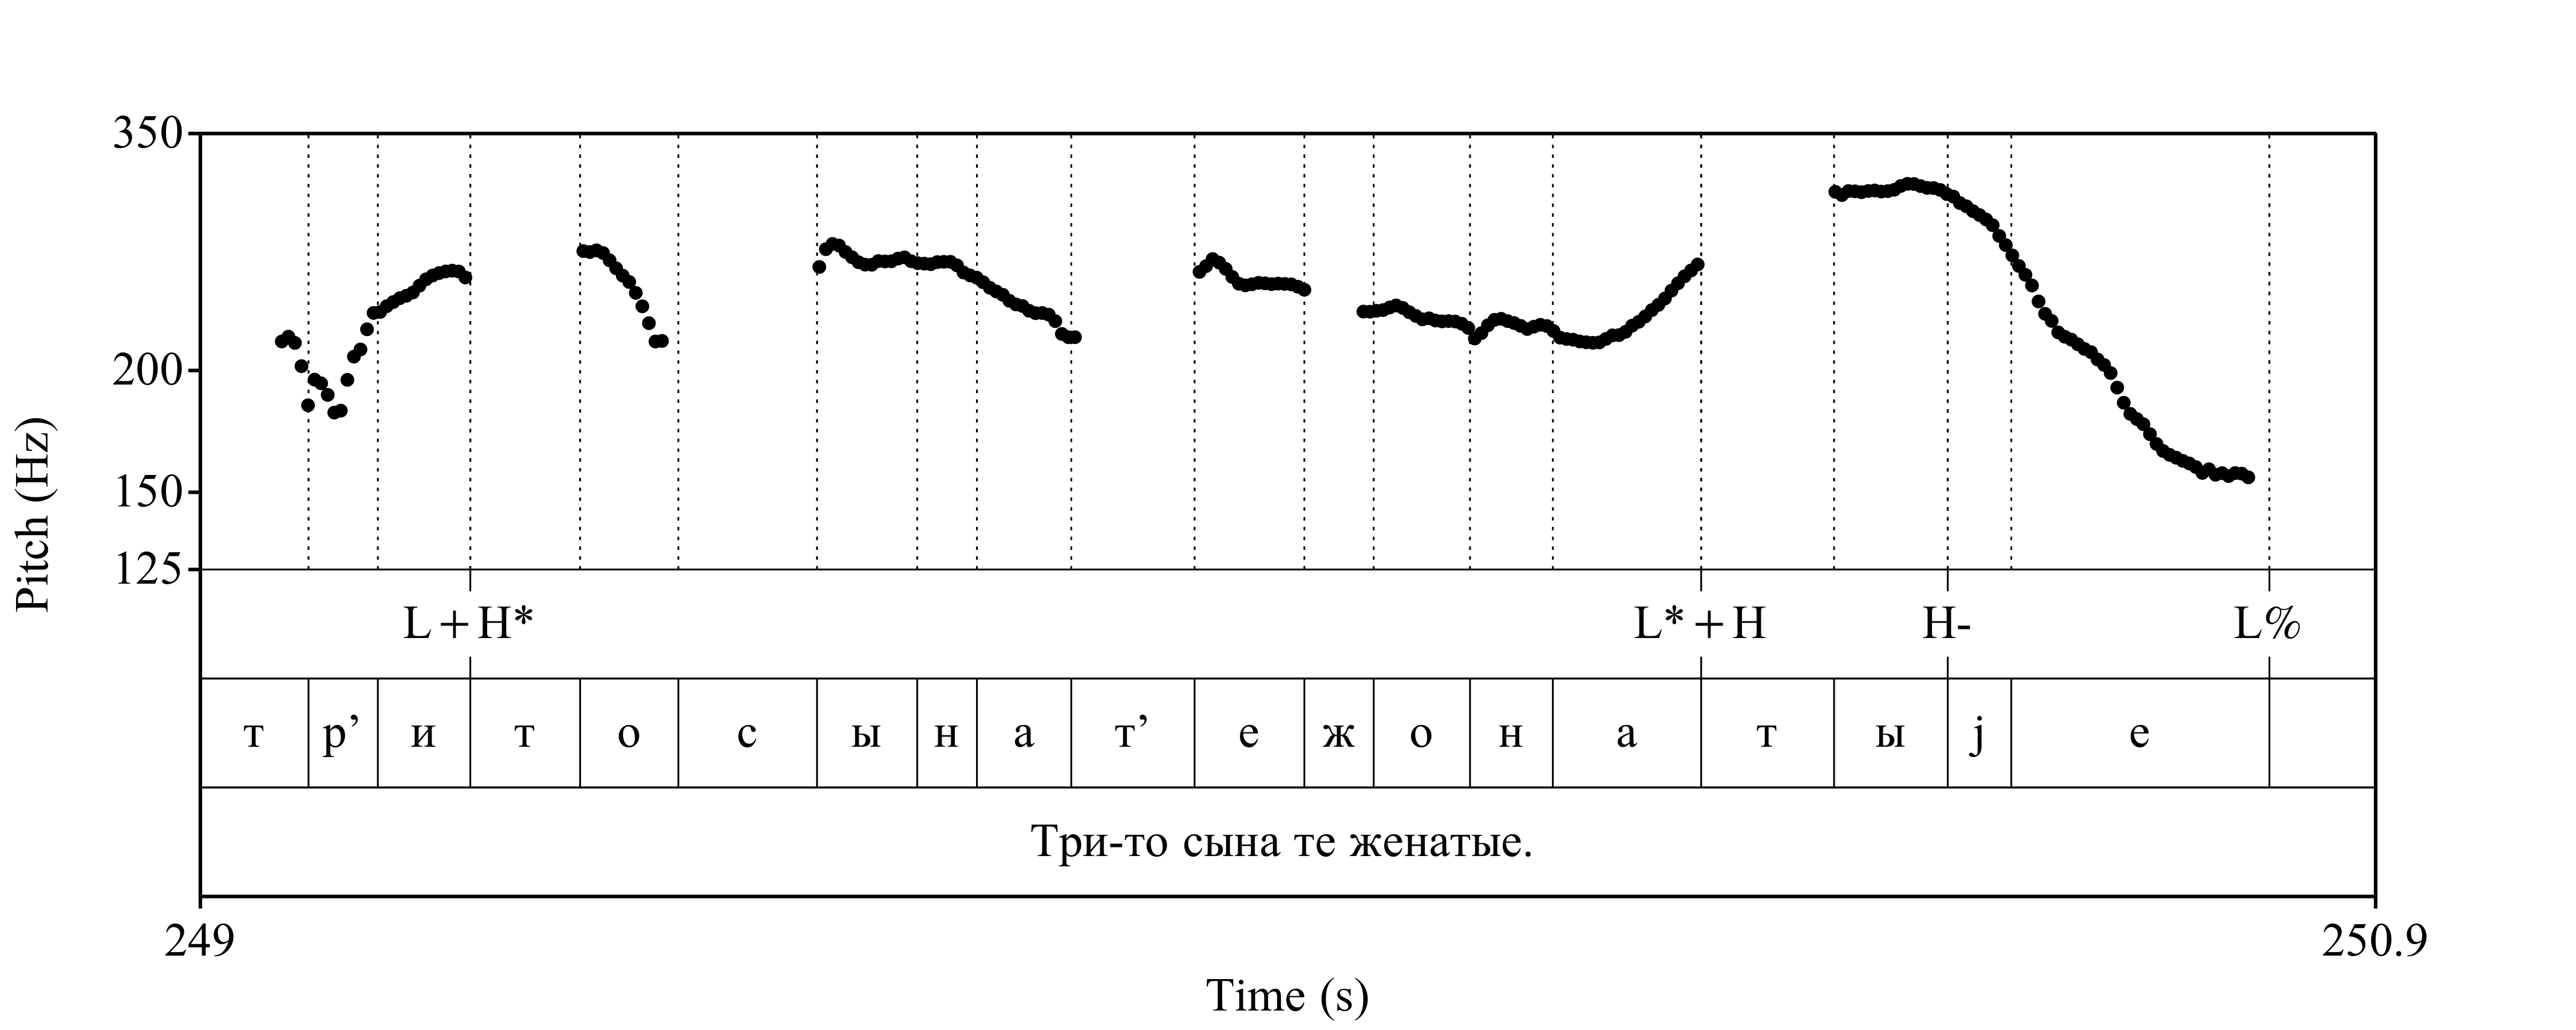 350
200
150
125
Pitch (Hz)
L+H* L*+H H- L%
т р’ и т о с ы н а т’ е ж о н а т ы j е
Три-то сына те женатые.
249 250.9
Time (s)